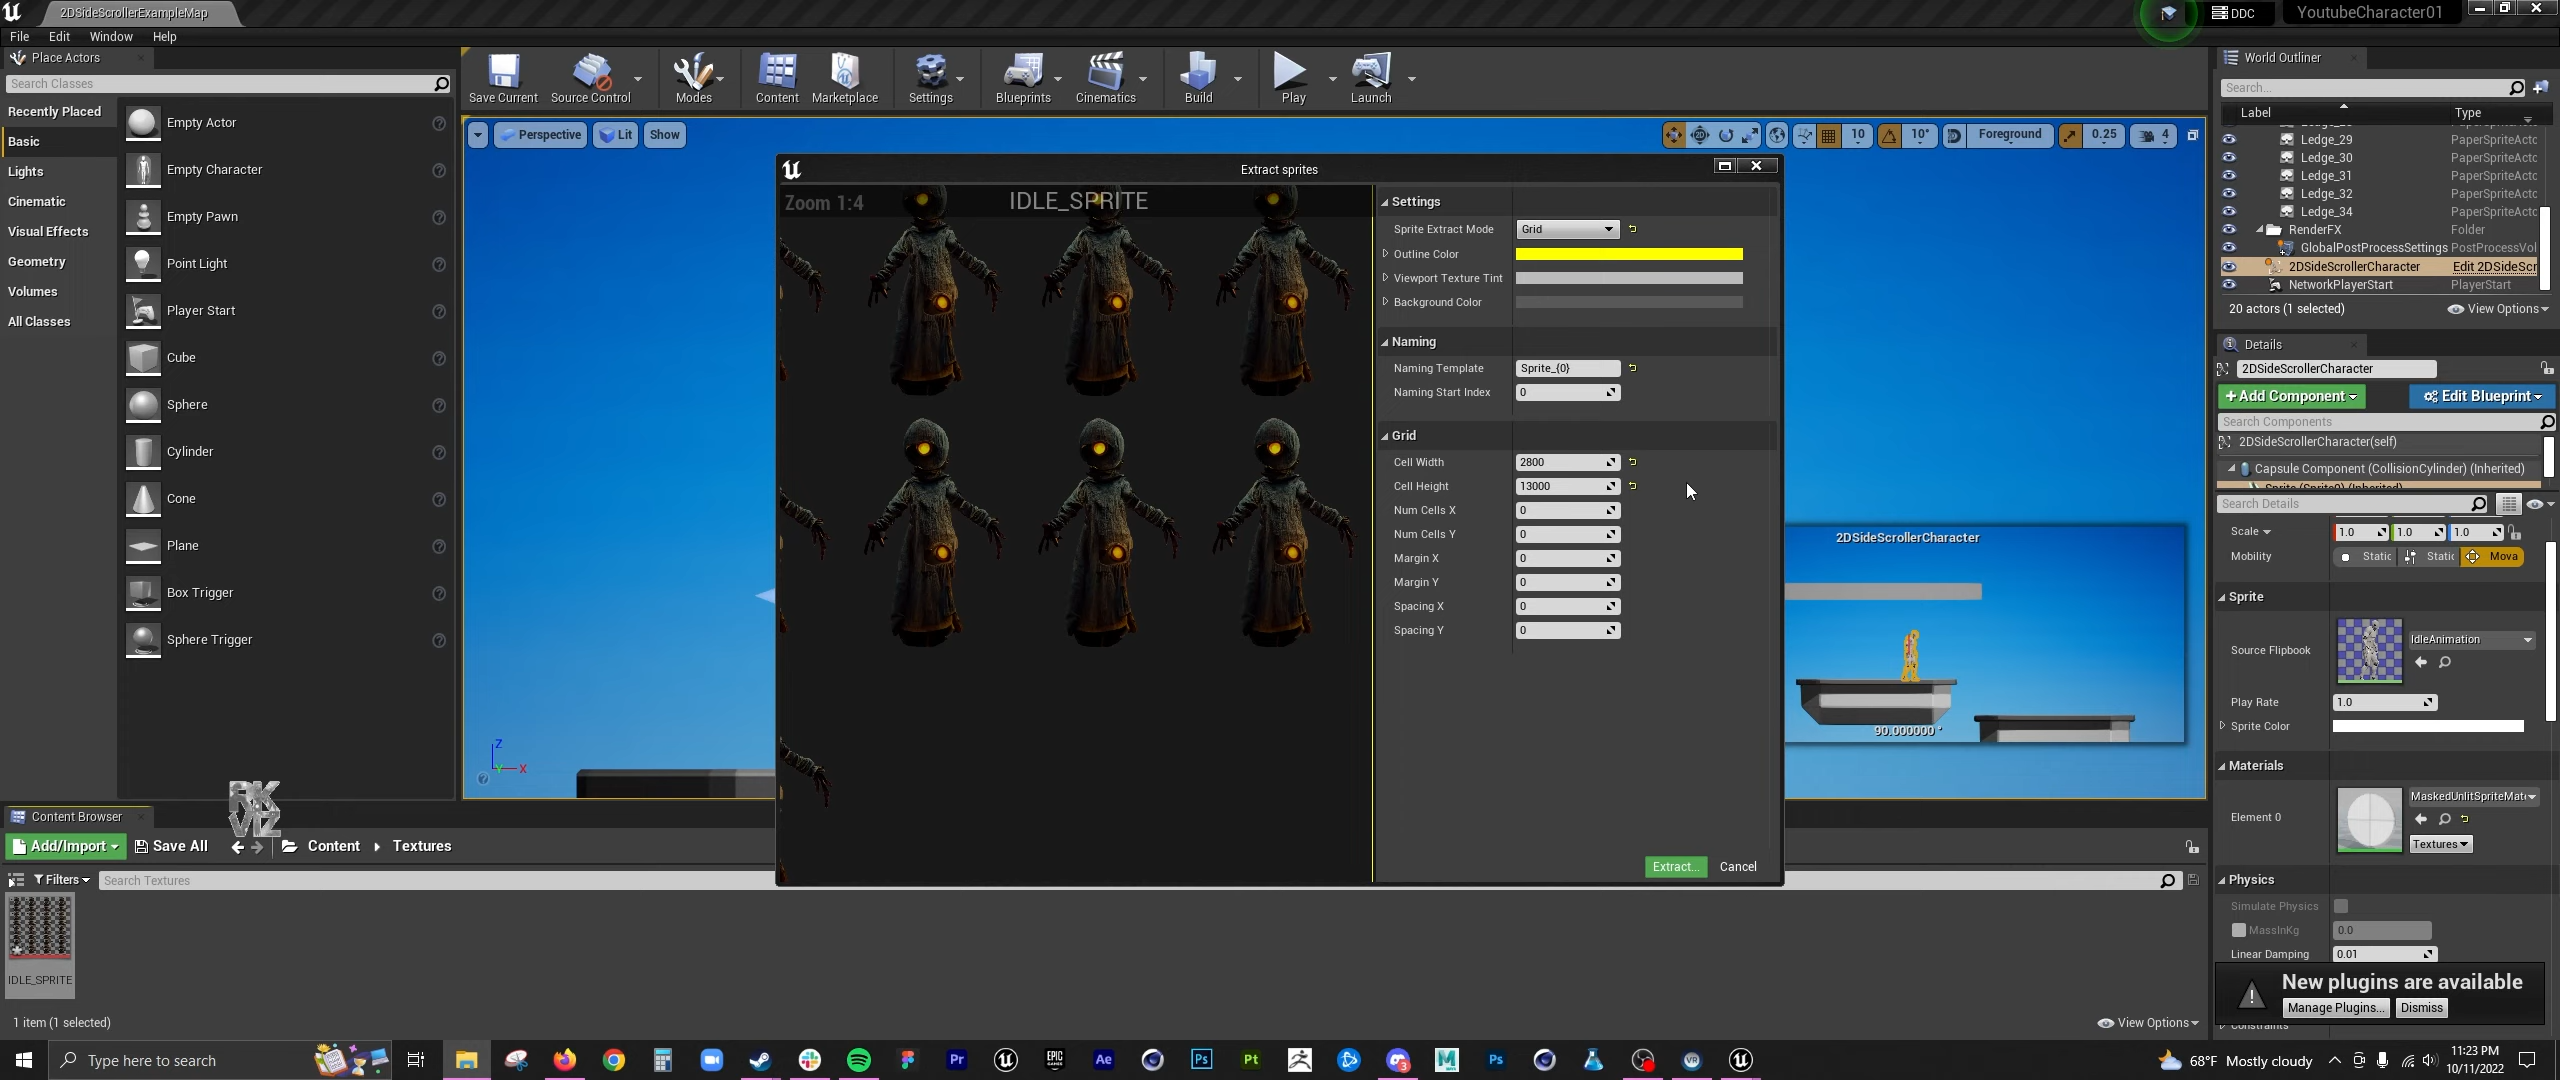 2DSideScrollerExampleMap
DDC
YoutubeCharacter01
File Edit Window Help
Place Actors
Search Classes
Recently Placed
Basic
Lights
Cinematic
Visual Effects
Geometry
Volumes
All Classes
Empty Actor
Empty Character
Empty Pawn
Point Light
Player Start
Cube
Sphere
Cylinder
Cone
Plane
Box Trigger
Sphere Trigger
Save Current
Source Control
Modes
Content
Marketplace
Settings
Blueprints
Cinematics
Build
Play
Launch
Perspective
Lit
Show
10
10°
Foreground
0.25
4
Extract sprites
Zoom 1:4
IDLE_SPRITE
Settings
Sprite Extract Mode
Grid
Outline Color
Viewport Texture Tint
Background Color
Naming
Naming Template
Sprite_{0}
Naming Start Index
0
Grid
Cell Width
2800
Cell Height
13000
Num Cells X
0
Num Cells Y
0
Margin X
0
Margin Y
0
Spacing X
0
Spacing Y
0
Extract...
Cancel
2DSideScrollerCharacter
90.000000 °
Z
Y
X
World Outliner
Search...
Label
Type
Ledge_29 PaperSpriteActo
Ledge_30 PaperSpriteActo
Ledge_31 PaperSpriteActo
Ledge_32 PaperSpriteActo
Ledge_34 PaperSpriteActo
RenderFX Folder
GlobalPostProcessSettings PostProcessVol
2DSideScrollerCharacter Edit 2DSideScr
NetworkPlayerStart PlayerStart
20 actors (1 selected)
View Options
Details
2DSideScrollerCharacter
+Add Component
Edit Blueprint
Search Components
2DSideScrollerCharacter(self)
Capsule Component (CollisionCylinder) (Inherited)
Search Details
Scale
1.0
1.0
1.0
Mobility
Static
Static
Mova
Sprite
Source Flipbook
IdleAnimation
Play Rate
1.0
Sprite Color
Materials
Element 0
MaskedUnlitSpriteMat
Textures
Physics
Simulate Physics
MassInKg
0.0
Linear Damping
0.01
New plugins are available
Manage Plugins...
Dismiss
RK
VIZ
Content Browser
Add/Import
Save All
Content
Textures
Filters
Search Textures
IDLE_SPRITE
1 item (1 selected)
View Options
Type here to search
68°F Mostly cloudy
11:23 PM
10/11/2022